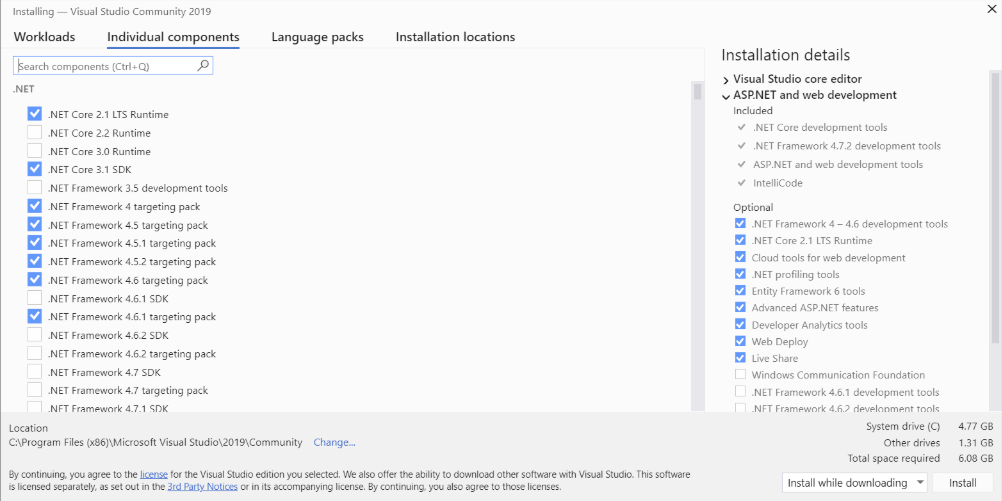 Installing — Visual Studio Community 2019
Workloads
Individual components
Language packs
Installation locations
Search components (Ctrl+Q)
.NET
.NET Core 2.1 LTS Runtime
.NET Core 2.2 Runtime
.NET Core 3.0 Runtime
.NET Core 3.1 SDK
.NET Framework 3.5 development tools
.NET Framework 4 targeting pack
.NET Framework 4.5 targeting pack
.NET Framework 4.5.1 targeting pack
.NET Framework 4.5.2 targeting pack
.NET Framework 4.6 targeting pack
.NET Framework 4.6.1 SDK
.NET Framework 4.6.1 targeting pack
.NET Framework 4.6.2 SDK
.NET Framework 4.6.2 targeting pack
.NET Framework 4.7 SDK
.NET Framework 4.7 targeting pack
.NET Framework 4.7.1 SDK
Installation details
Visual Studio core editor
ASP.NET and web development
Included
.NET Core development tools
.NET Framework 4.7.2 development tools
ASP.NET and web development tools
IntelliCode
Optional
.NET Framework 4 – 4.6 development tools
.NET Core 2.1 LTS Runtime
Cloud tools for web development
.NET profiling tools
Entity Framework 6 tools
Advanced ASP.NET features
Developer Analytics tools
Web Deploy
Live Share
Windows Communication Foundation
.NET Framework 4.6.1 development tools
.NET Framework 4.6.2 development tools
Location
C:\Program Files (x86)\Microsoft Visual Studio\2019\Community Change...
By continuing, you agree to the license for the Visual Studio edition you selected. We also offer the ability to download other software with Visual Studio. This software
is licensed separately, as set out in the 3rd Party Notices or in its accompanying license. By continuing, you also agree to those licenses.
System drive (C) 4.77 GB
Other drives 1.31 GB
Total space required 6.08 GB
Install while downloading
Install